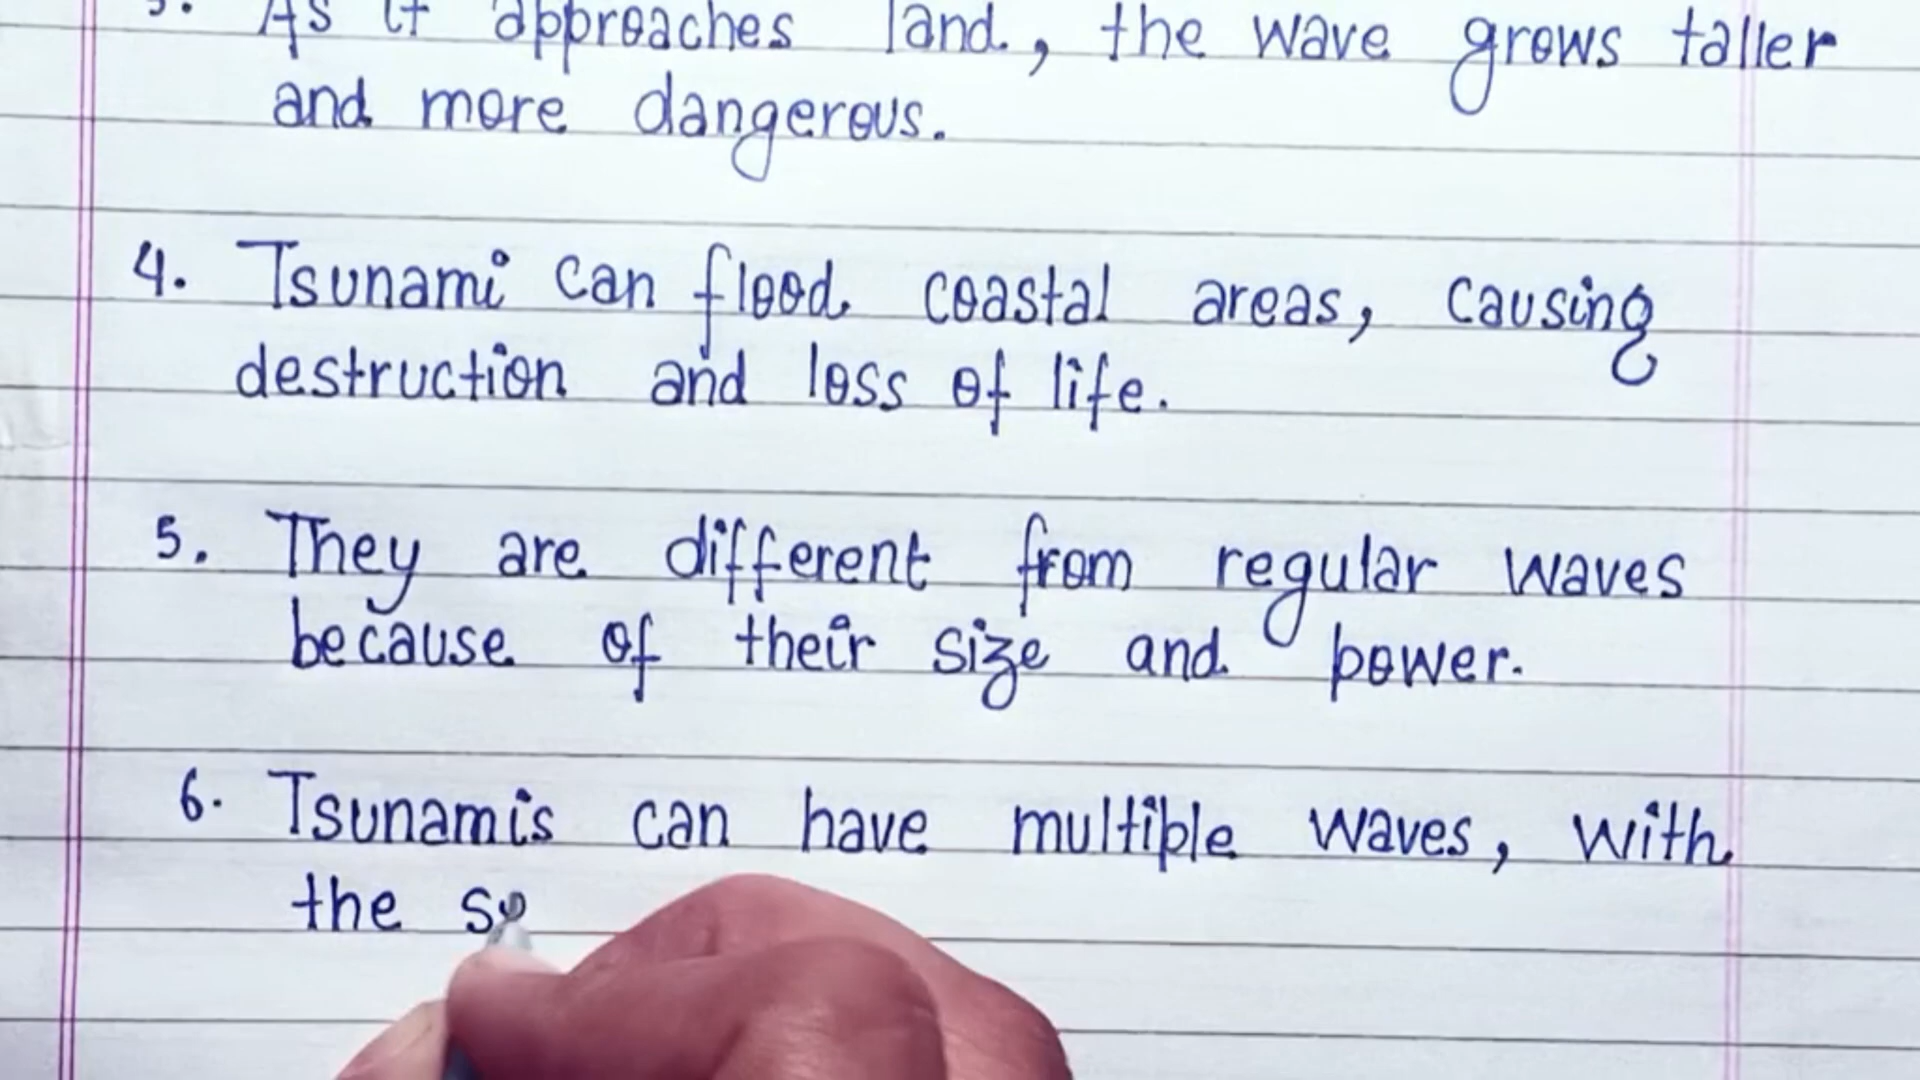 3. As it approaches land, the wave grows taller
and more dangerous.
4. Tsunami can flood coastal areas, causing
destruction and loss of life.
5. They are different from regular waves
because of their size and power.
6. Tsunamis can have multiple waves, with
the